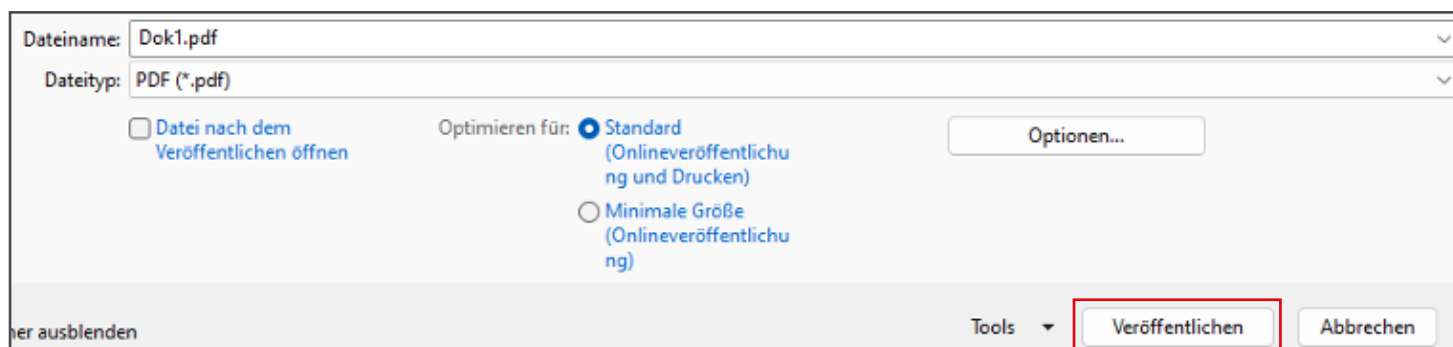 Dateiname: Dok1.pdf
Dateityp: PDF (*.pdf)
Datei nach dem
Veröffentlichen öffnen
Optimieren für:
Standard
(Onlineveröffentlichu
ng und Drucken)
Minimale Größe
(Onlineveröffentlichu
ng)
Optionen...
ner ausblenden
Tools
Veröffentlichen
Abbrechen